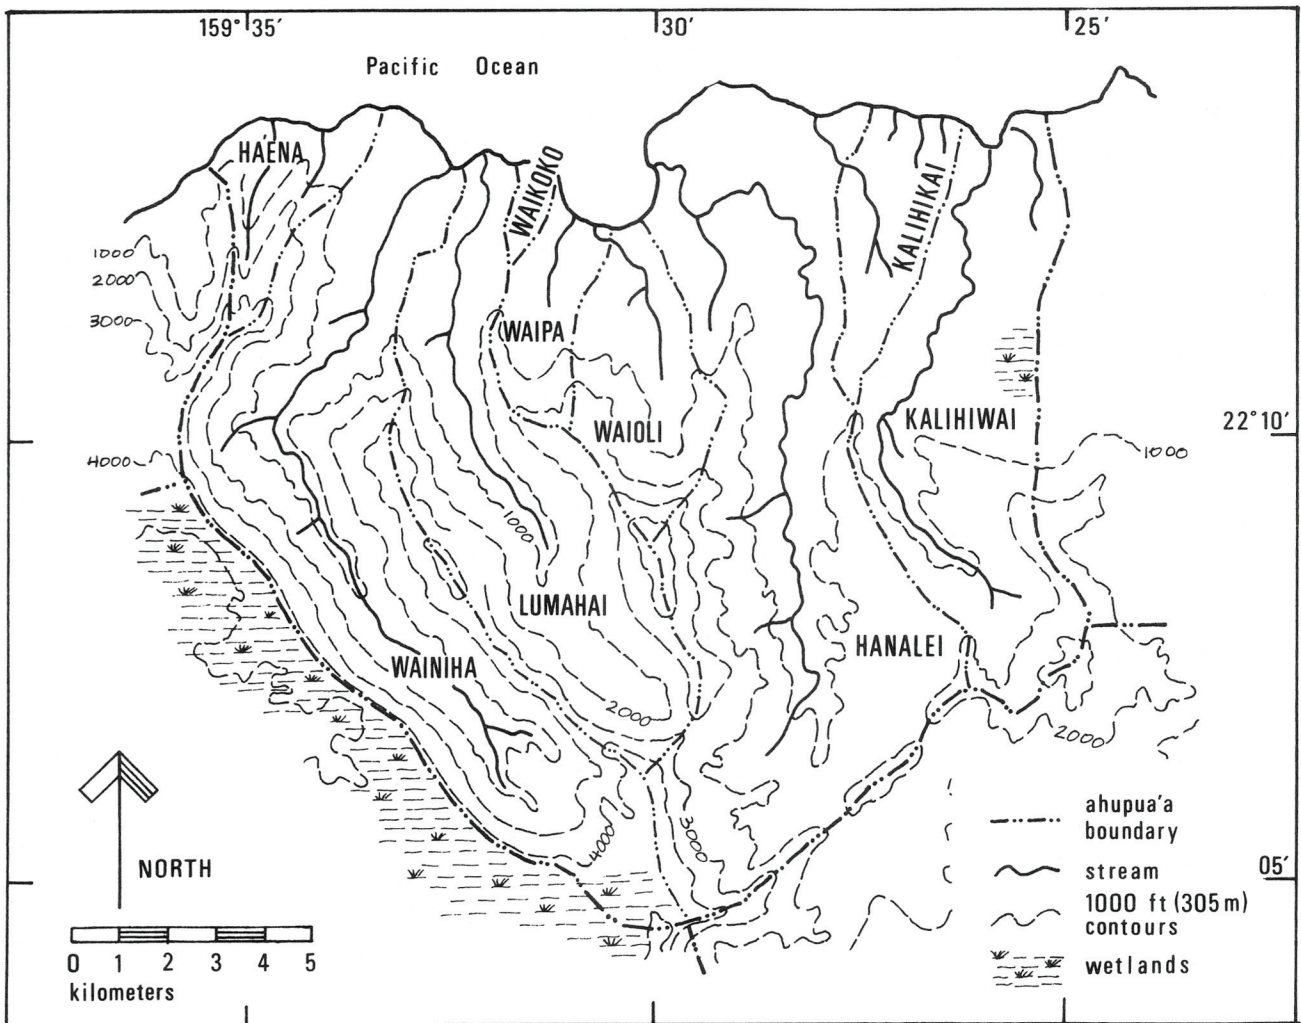 159° 35'
30'
25'
Pacific Ocean
HAENA
WAIKOKO
KALIHIKAI
1000
2000
3000
WAIPA
WAIOLI
KALIHIWAI
22° 10'
4000
1000
1000
LUMAHAI
HANALEI
WAINIHA
2000
2000
3000
4000
NORTH
0 1 2 3 4 5
kilometers
ahupua'a
boundary
stream
05'
1000 ft (305m)
contours
wetlands